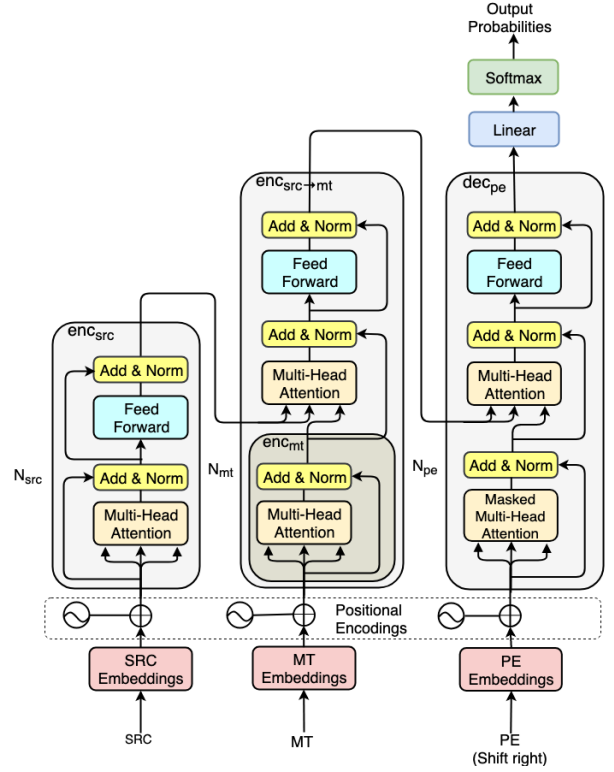 Output
Probabilities
Softmax
Linear
enc_src→mt
dec_pe
Add & Norm
Add & Norm
Feed
Forward
Feed
Forward
enc_src
Add & Norm
Add & Norm
Add & Norm
Multi-Head
Attention
Multi-Head
Attention
Feed
Forward
enc_mt
N_src
N_mt
N_pe
Add & Norm
Add & Norm
Add & Norm
Multi-Head
Attention
Multi-Head
Attention
Masked
Multi-Head
Attention
Positional
Encodings
SRC
Embeddings
MT
Embeddings
PE
Embeddings
SRC
MT
PE
(Shift right)